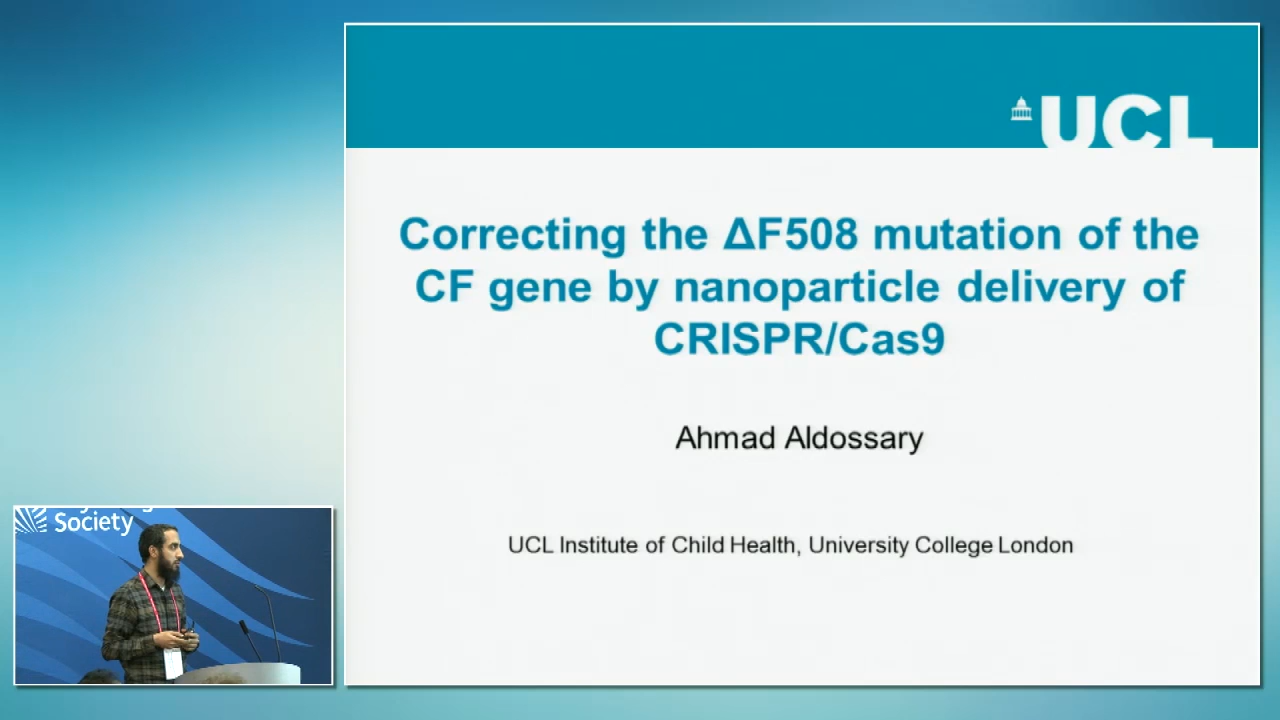 UCL
Correcting the ΔF508 mutation of the
CF gene by nanoparticle delivery of
CRISPR/Cas9
Ahmad Aldossary
UCL Institute of Child Health, University College London
Society